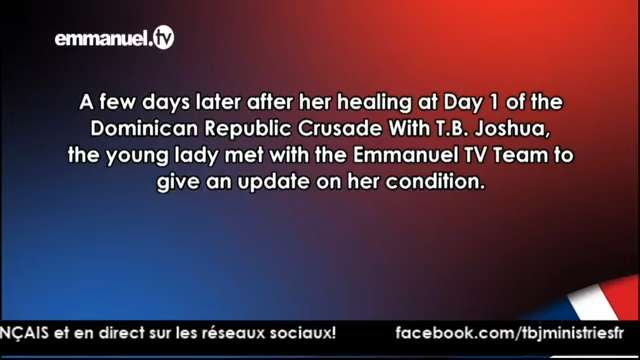 emmanuel.tv
A few days later after her healing at Day 1 of the
Dominican Republic Crusade With T.B. Joshua,
the young lady met with the Emmanuel TV Team to
give an update on her condition.
NÇAIS et en direct sur les réseaux sociaux! facebook.com/tbjministriesfr